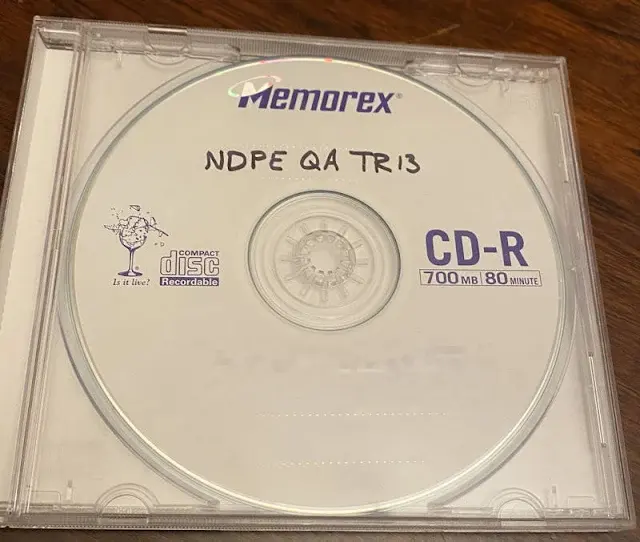 Memorex®
NDPE QA TR13
Is it live?
COMPACT
disc
Recordable
CD-R
700 MB 80 MINUTE